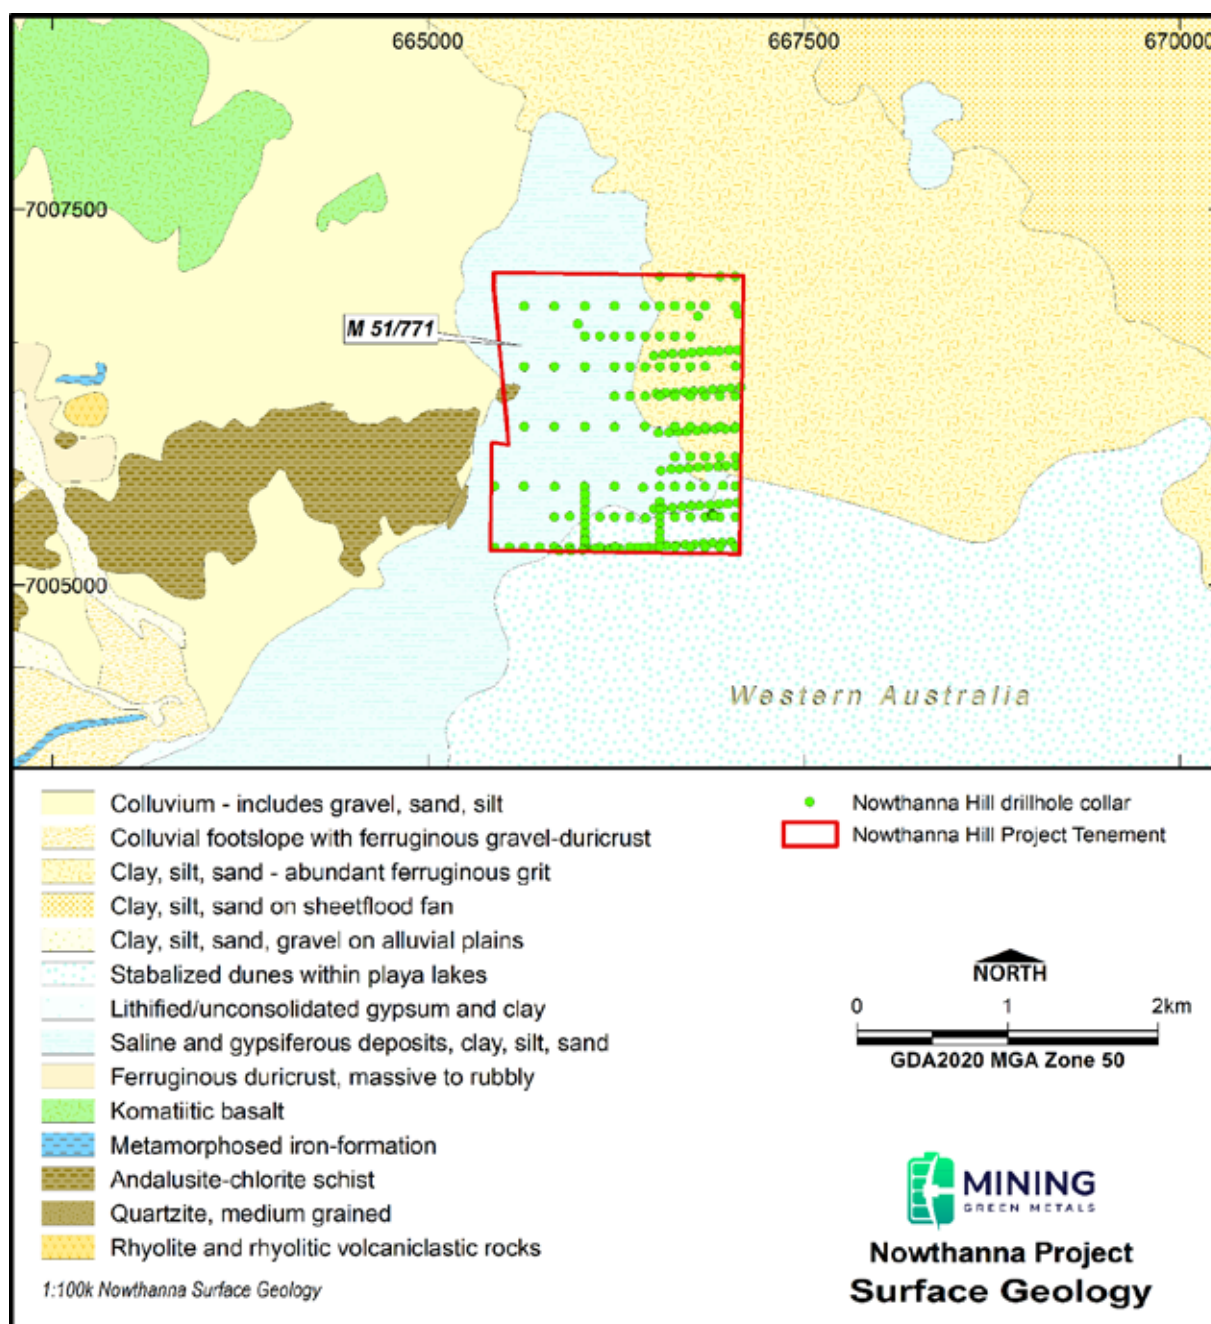 665000
667500
670000
7007500
M 51/771
7005000
Western Australia
Colluvium - includes gravel, sand, silt
Colluvial footslope with ferruginous gravel-duricrust
Clay, silt, sand - abundant ferruginous grit
Clay, silt, sand on sheetflood fan
Clay, silt, sand, gravel on alluvial plains
Stabalized dunes within playa lakes
Lithified/unconsolidated gypsum and clay
Saline and gypsiferous deposits, clay, silt, sand
Ferruginous duricrust, massive to rubbly
Komatiitic basalt
Metamorphosed iron-formation
Andalusite-chlorite schist
Quartzite, medium grained
Rhyolite and rhyolitic volcaniclastic rocks
1:100k Nowthanna Surface Geology
Nowthanna Hill drillhole collar
Nowthanna Hill Project Tenement
NORTH
0 1 2km
GDA2020 MGA Zone 50
MINING
GREEN METALS
Nowthanna Project
Surface Geology